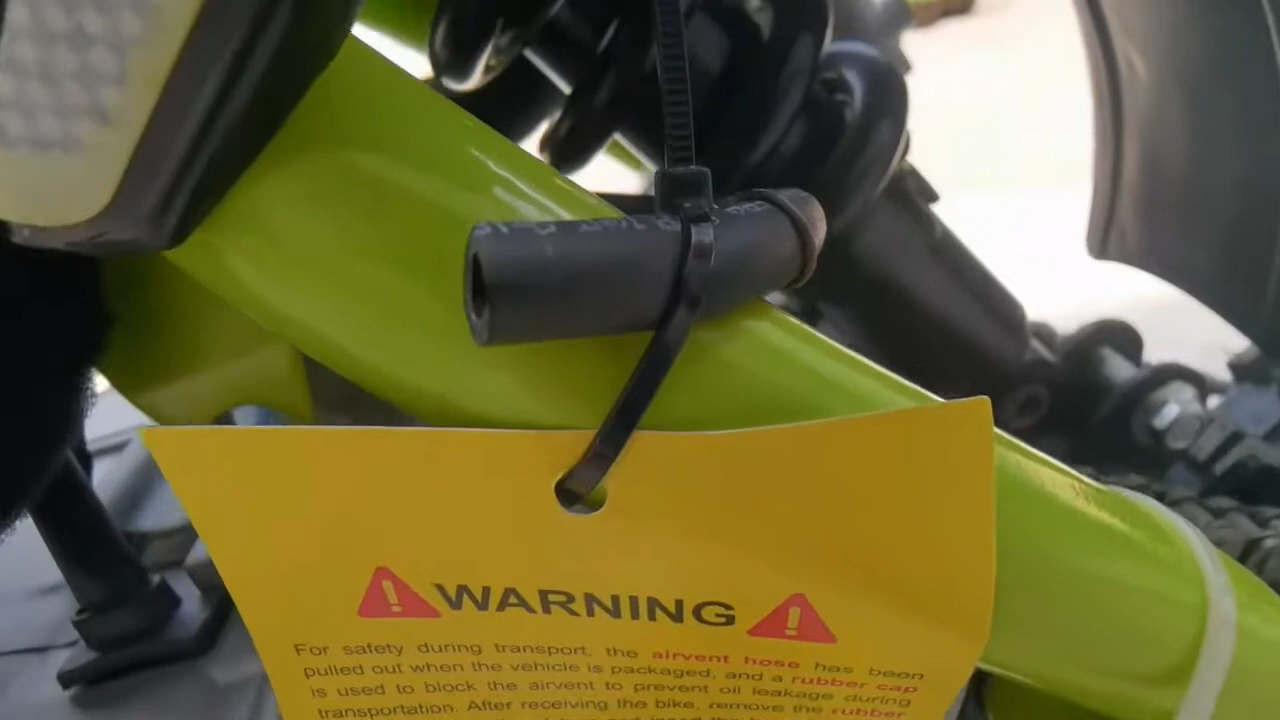 WARNING
For safety during transport, the airvent hose has been
pulled out when the vehicle is packaged, and a rubber cap
is used to block the airvent to prevent oil leakage during
transportation. After receiving the bike, remove the rubber